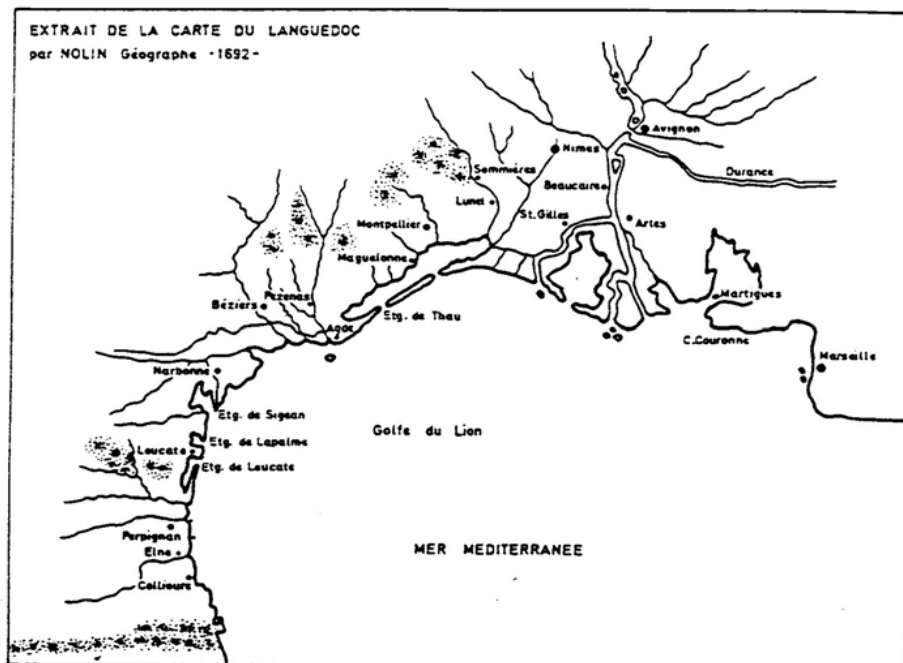 EXTRAIT DE LA CARTE DU LANGUEDOC
par NOLIN Géographe -1692-
Avignon
Nimes
Durance
Sommières
Beaucaire
Lunel
St. Gilles
Arles
Montpellier
Maguelonne
Martigues
Pézenas
Béziers
Etg. de Thau
Agde
C. Couronne
Marseille
Narbonne
Etg. de Sigean
Golfe du Lion
Etg. de Lapalme
Leucate
Etg. de Leucate
Perpignan
Elne
MER MEDITERRANEE
Collioure